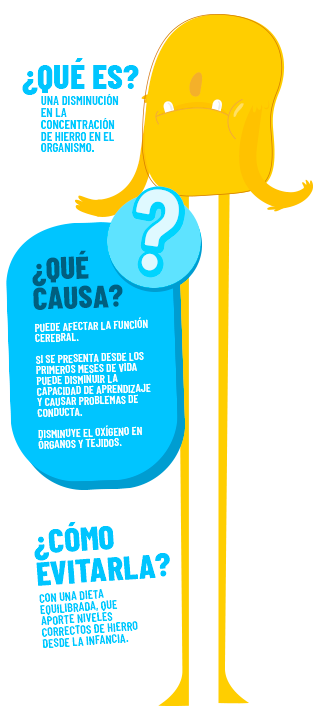 ¿QUÉ ES?
UNA DISMINUCIÓN
EN LA
CONCENTRACIÓN
DE HIERRO EN EL
ORGANISMO.
?
¿QUÉ
CAUSA?
PUEDE AFECTAR LA FUNCIÓN
CEREBRAL.
SI SE PRESENTA DESDE LOS
PRIMEROS MESES DE VIDA
PUEDE DISMINUIR LA
CAPACIDAD DE APRENDIZAJE
Y CAUSAR PROBLEMAS DE
CONDUCTA.
DISMINUYE EL OXÍGENO EN
ÓRGANOS Y TEJIDOS.
¿CÓMO
EVITARLA?
CON UNA DIETA
EQUILIBRADA, QUE
APORTE NIVELES
CORRECTOS DE HIERRO
DESDE LA INFANCIA.